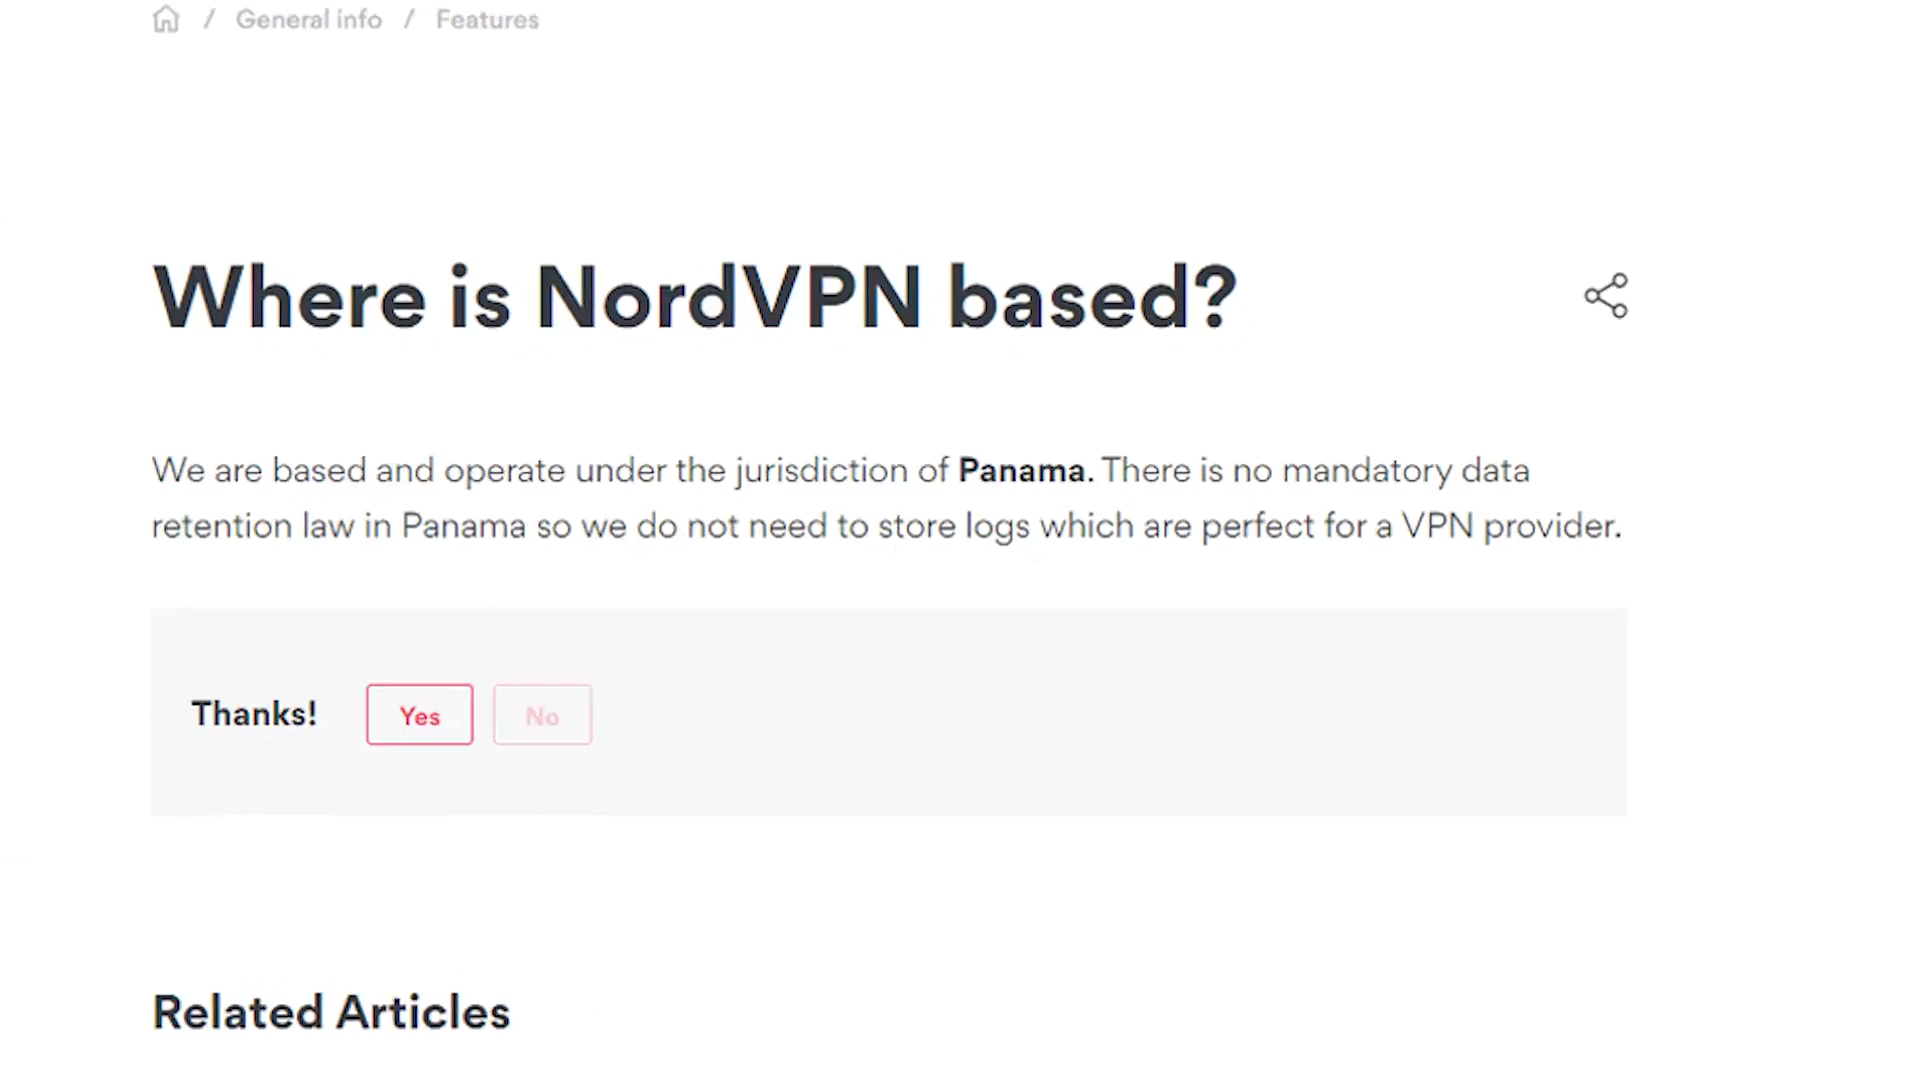 / General info / Features
Where is NordVPN based?
We are based and operate under the jurisdiction of Panama. There is no mandatory data
retention law in Panama so we do not need to store logs which are perfect for a VPN provider.
Thanks! Yes No
Related Articles